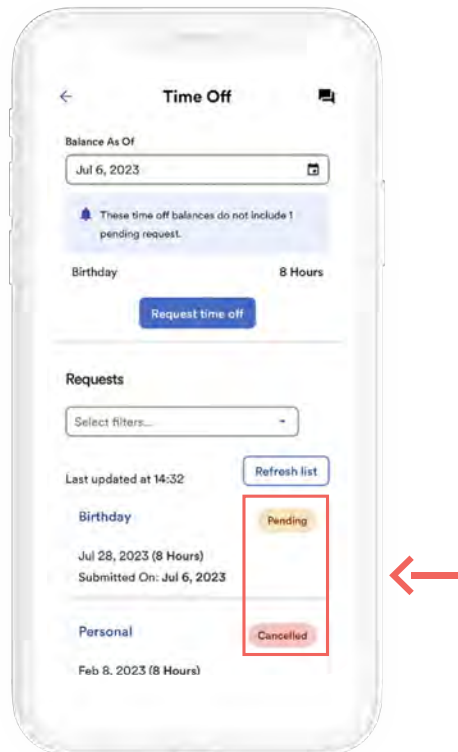 Time Off
Balance As Of
Jul 6, 2023
These time off balances do not include 1
pending request.
Birthday 8 Hours
Request time off
Requests
Select filters...
Last updated at 14:32 Refresh list
Birthday Pending
Jul 28, 2023 (8 Hours)
Submitted On: Jul 6, 2023
Personal Cancelled
Feb 8, 2023 (8 Hours)